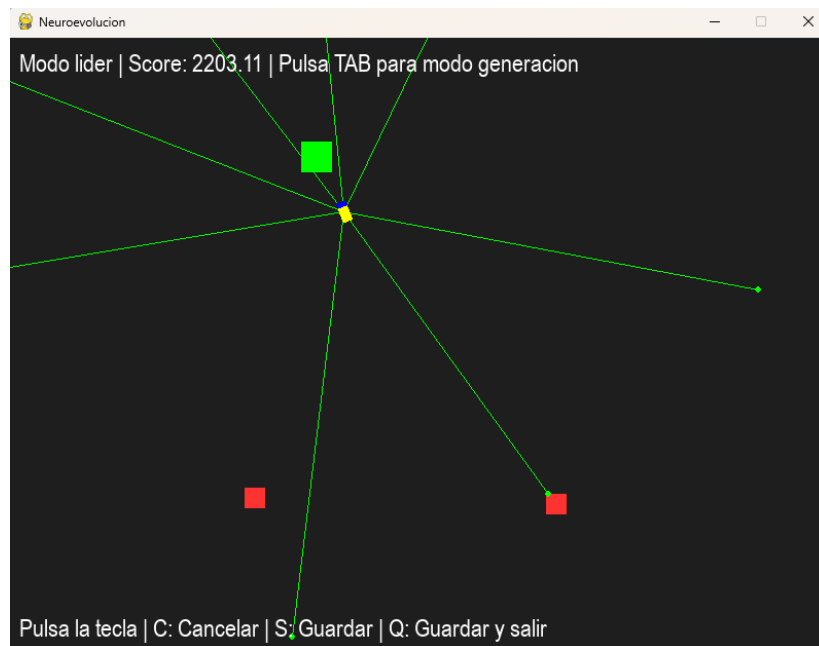 Neuroevolucion
Modo lider | Score: 2203.11 | Pulsa TAB para modo generacion
Pulsa la tecla | C: Cancelar | S: Guardar | Q: Guardar y salir